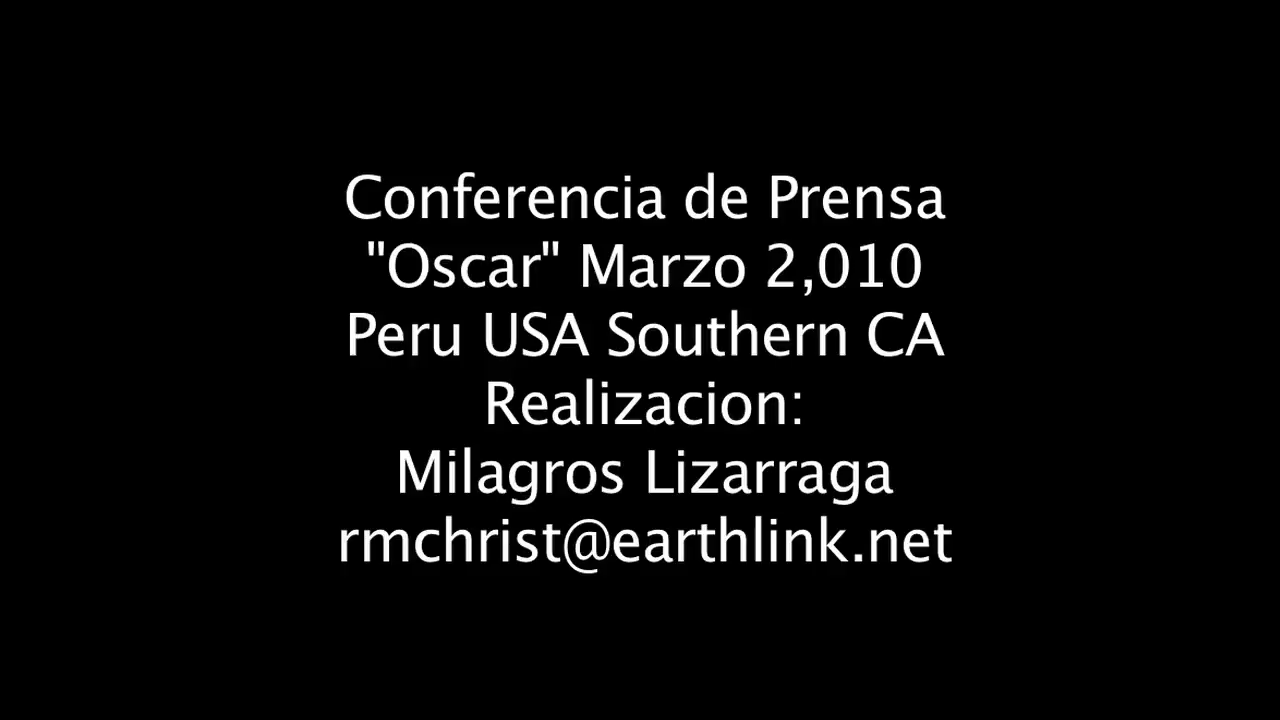 Conferencia de Prensa
"Oscar" Marzo 2,010
Peru USA Southern CA
Realizacion:
Milagros Lizarraga
rmchrist@earthlink.net